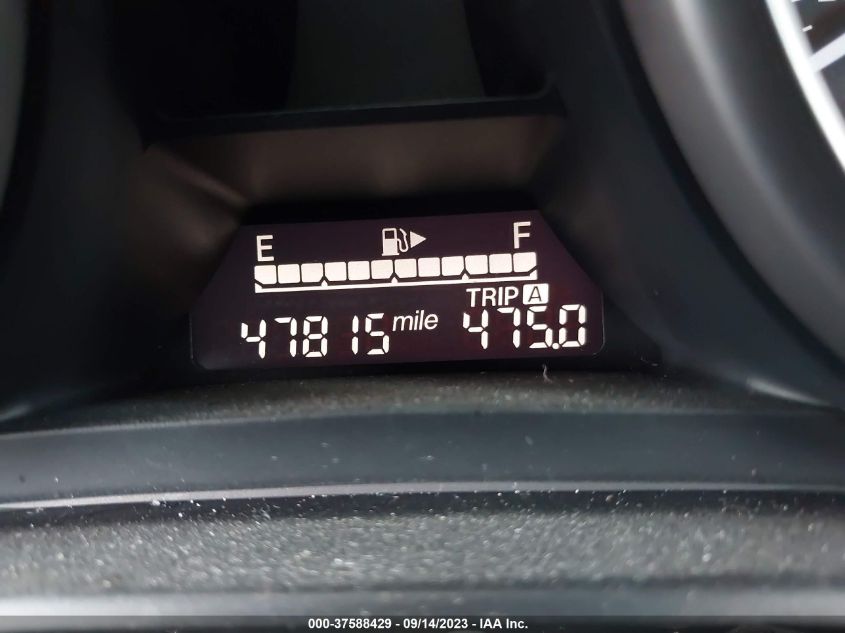 E F
TRIP A
47815 mile 475.0
000-37588429 - 09/14/2023 - IAA Inc.